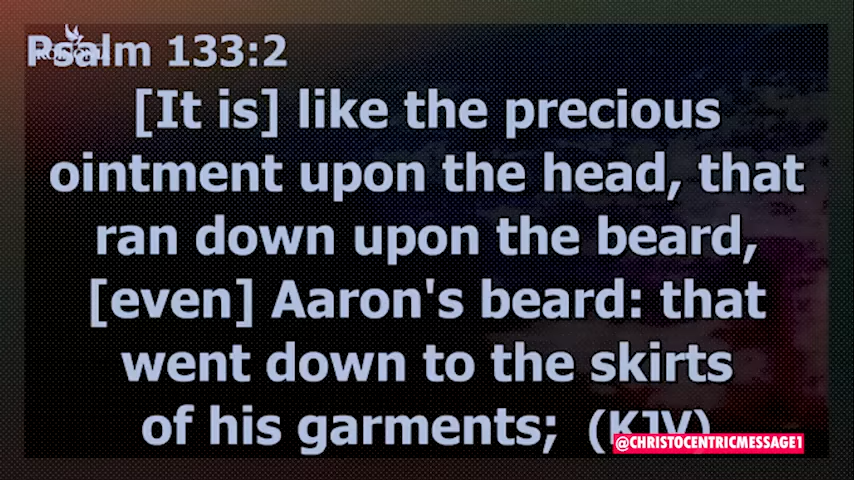 Psalm 133:2
[It is] like the precious
ointment upon the head, that
ran down upon the beard,
[even] Aaron's beard: that
went down to the skirts
of his garments; (KJV)
@CHRISTOCENTRICMESSAGE1